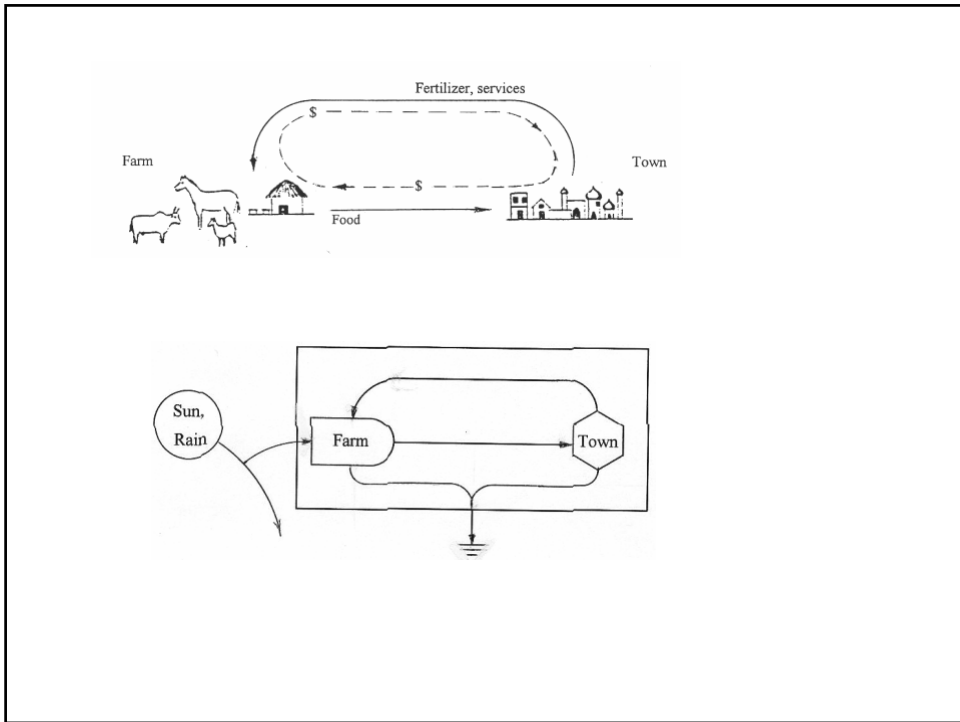 Fertilizer, services
$
Farm
Town
$
Food
Sun,
Rain
Farm
Town